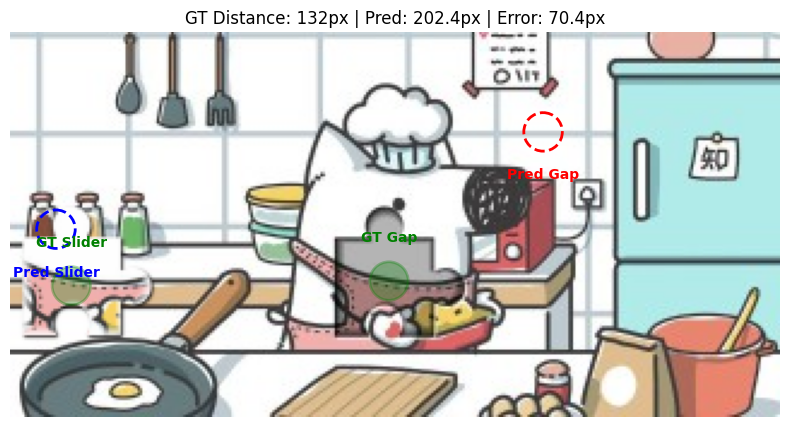 GT Distance: 132px | Pred: 202.4px | Error: 70.4px
知
Pred Gap
GT Gap
GT Slider
Pred Slider